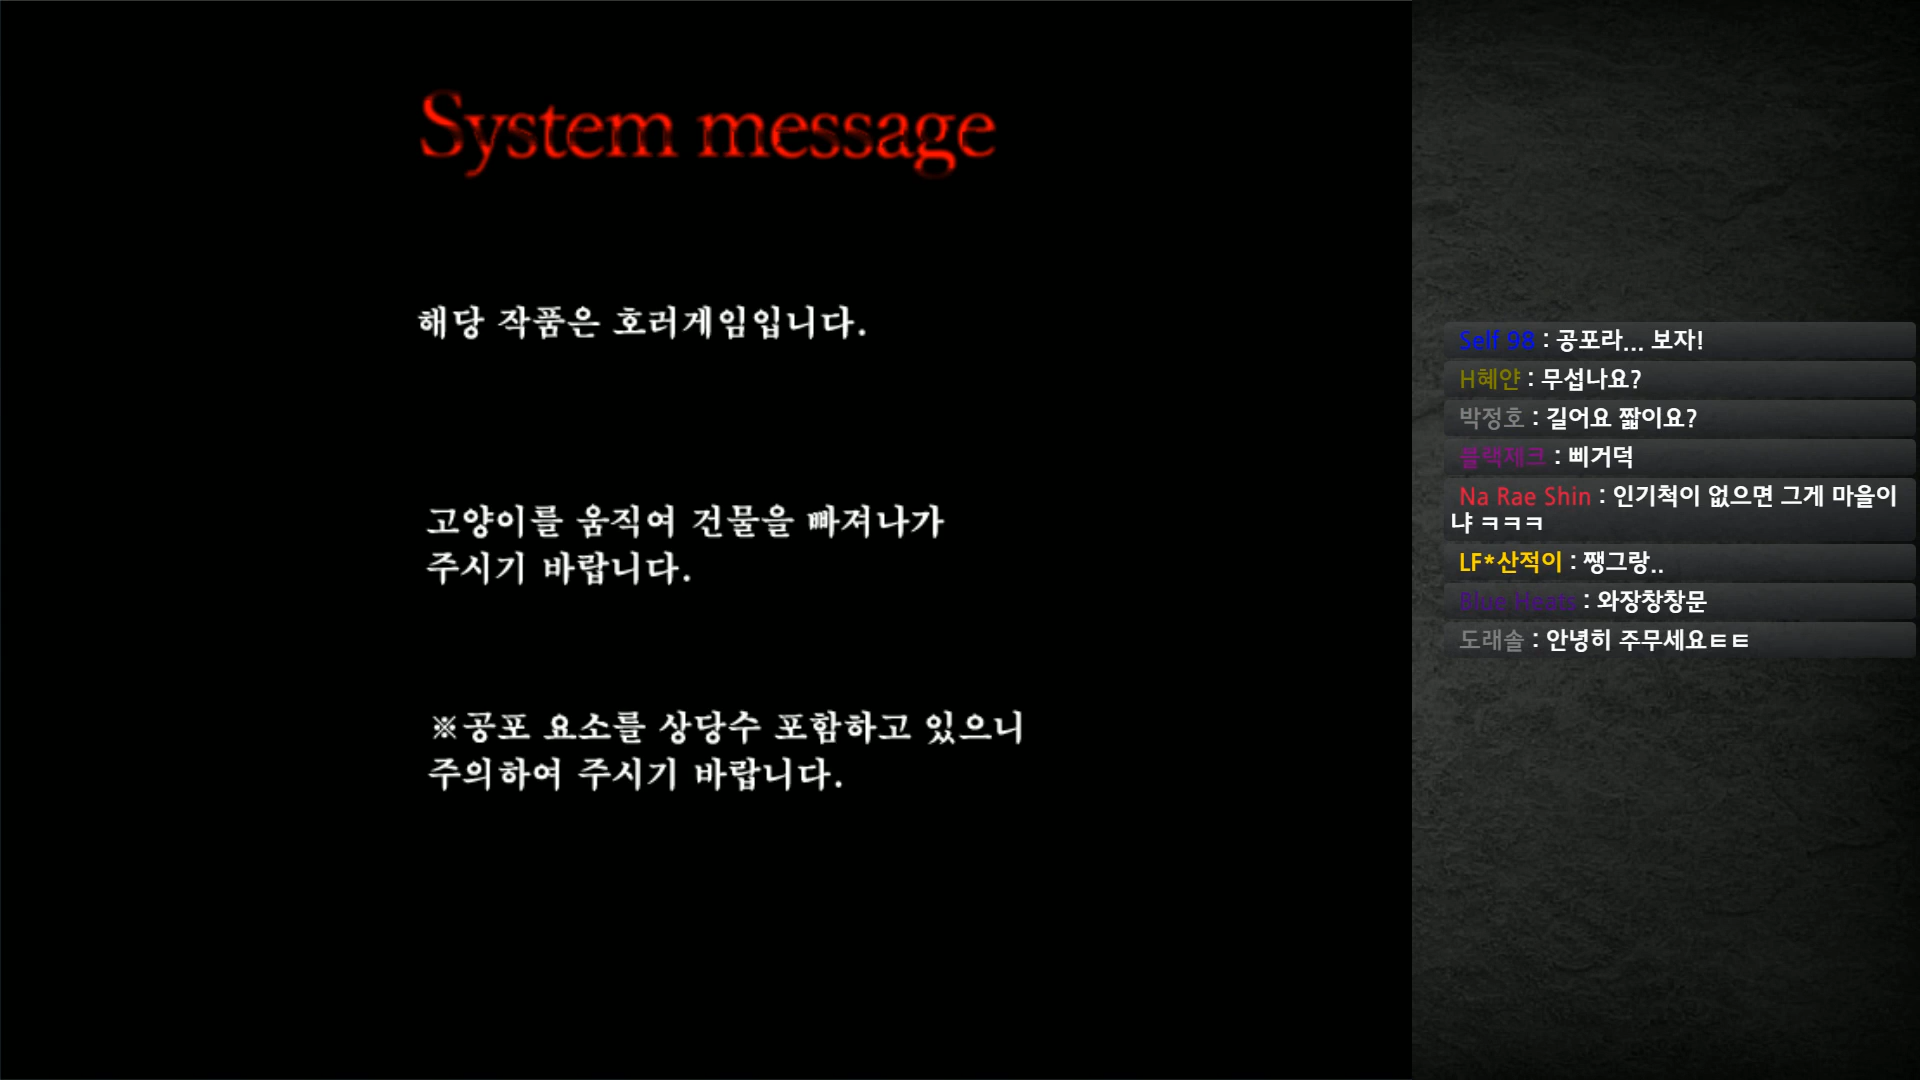 System message
해당 작품은 호러게임입니다.
고양이를 움직여 건물을 빠져나가
주시기 바랍니다.
※공포 요소를 상당수 포함하고 있으니
주의하여 주시기 바랍니다.
Self 98 : 공포라... 보자!
H혜얀 : 무섭나요?
박정호 : 길어요 짧이요?
블랙제크 : 삐거덕
Na Rae Shin : 인기척이 없으면 그게 마을이
냐 ㅋㅋㅋ
LF*산적이 : 쨍그랑..
Blue Heats : 와장창창문
도래솔 : 안녕히 주무세요ㅌㅌ